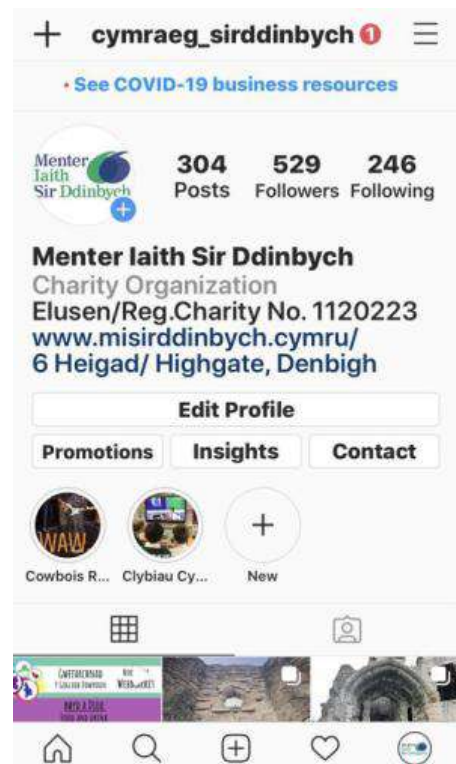 cymraeg_sirddinbych 1
• See COVID-19 business resources
Menter
Iaith
Sir Ddinbych
304 529 246
Posts Followers Following
Menter Iaith Sir Ddinbych
Charity Organization
Elusen/Reg.Charity No. 1120223
www.misirddinbych.cymru/
6 Heigad/ Highgate, Denbigh
Edit Profile
Promotions Insights Contact
WAW
Cowbois R... Clybiau Cy... New